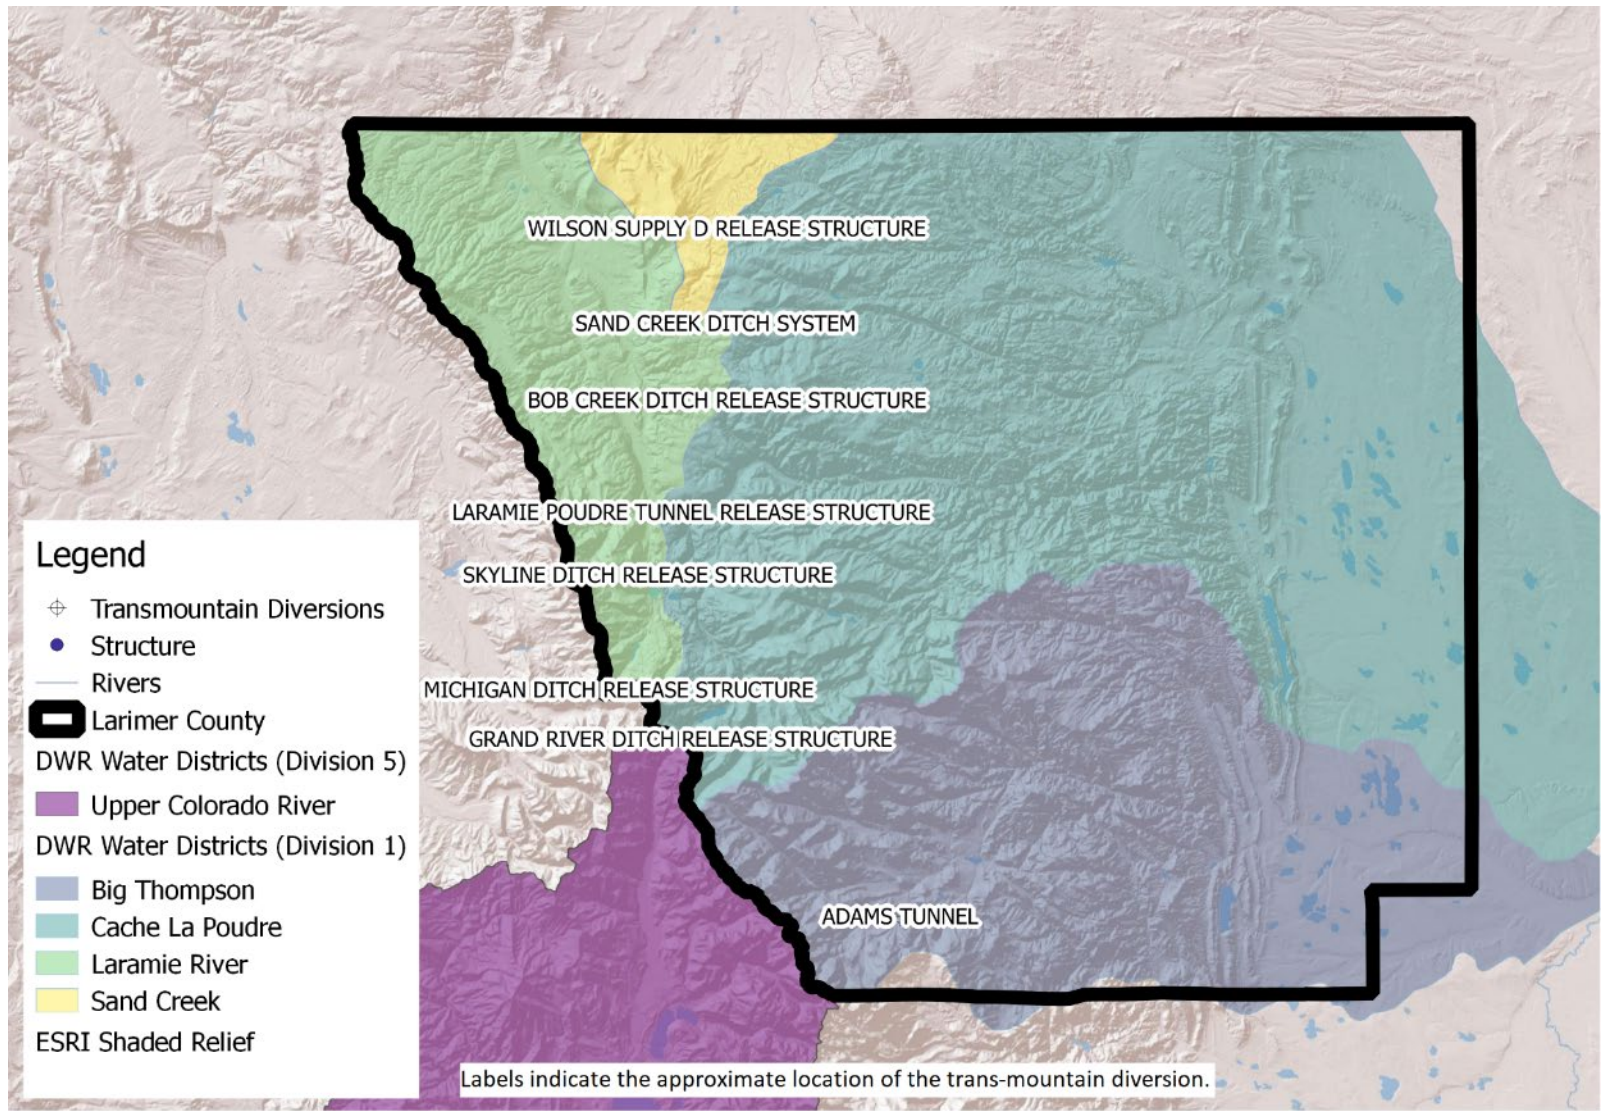 WILSON SUPPLY D RELEASE STRUCTURE
SAND CREEK DITCH SYSTEM
BOB CREEK DITCH RELEASE STRUCTURE
LARAMIE POUDRE TUNNEL RELEASE STRUCTURE
SKYLINE DITCH RELEASE STRUCTURE
MICHIGAN DITCH RELEASE STRUCTURE
GRAND RIVER DITCH RELEASE STRUCTURE
ADAMS TUNNEL
Legend
Transmountain Diversions
Structure
Rivers
Larimer County
DWR Water Districts (Division 5)
Upper Colorado River
DWR Water Districts (Division 1)
Big Thompson
Cache La Poudre
Laramie River
Sand Creek
ESRI Shaded Relief
Labels indicate the approximate location of the trans-mountain diversion.